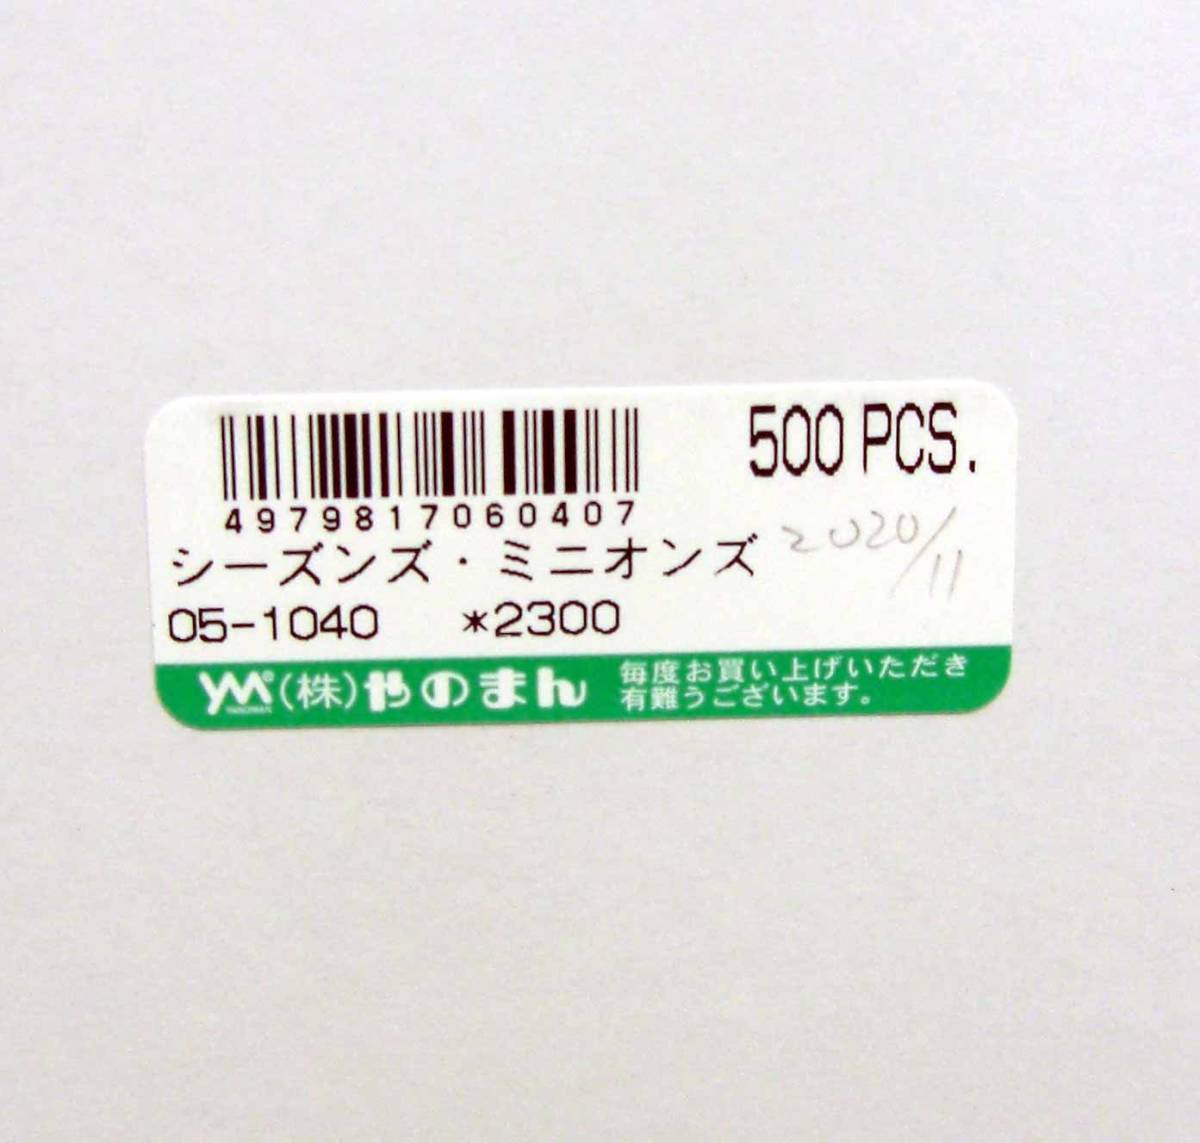 500 PCS.
4979817060407
シーズンズ・ミニオンズ
2020/11
05-1040 *2300
YM (株)やのまん
毎度お買い上げいただき
有難うございます。